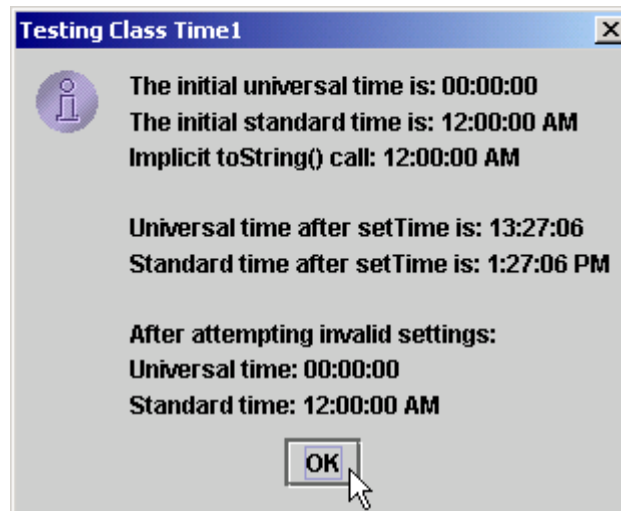 Testing Class Time1
The initial universal time is: 00:00:00
The initial standard time is: 12:00:00 AM
Implicit toString() call: 12:00:00 AM
Universal time after setTime is: 13:27:06
Standard time after setTime is: 1:27:06 PM
After attempting invalid settings:
Universal time: 00:00:00
Standard time: 12:00:00 AM
OK